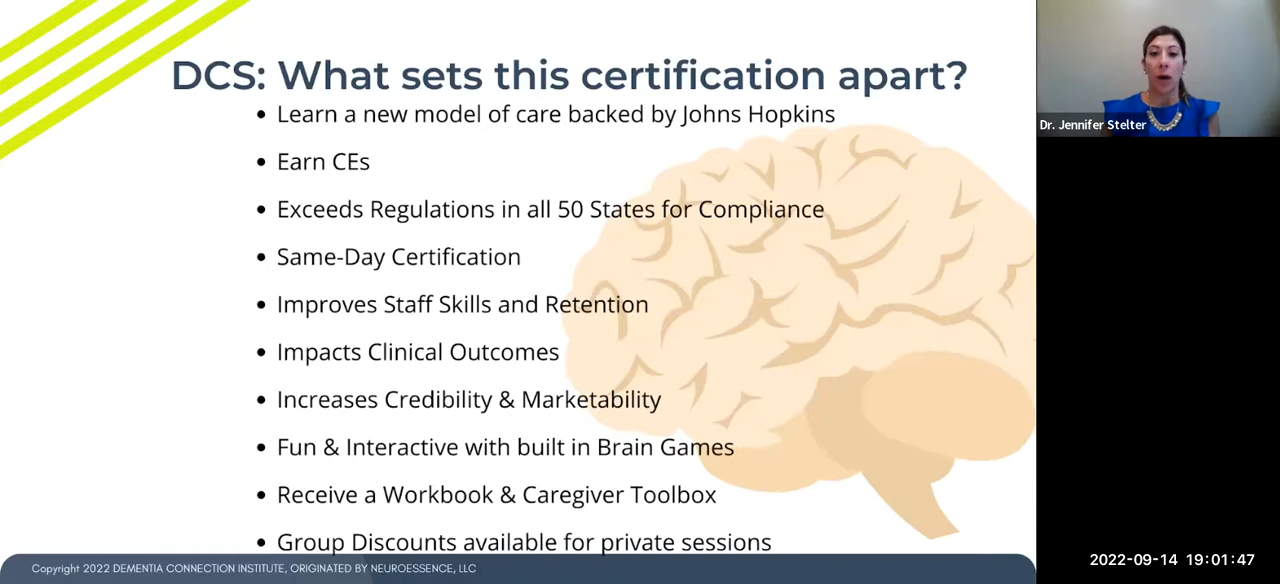 DCS: What sets this certification apart?
• Learn a new model of care backed by Johns Hopkins
• Earn CEs
• Exceeds Regulations in all 50 States for Compliance
• Same-Day Certification
• Improves Staff Skills and Retention
• Impacts Clinical Outcomes
• Increases Credibility & Marketability
• Fun & Interactive with built in Brain Games
• Receive a Workbook & Caregiver Toolbox
• Group Discounts available for private sessions
Copyright 2022 DEMENTIA CONNECTION INSTITUTE, ORIGINATED BY NEUROESSENCE, LLC
Dr. Jennifer Stelter
2022-09-14 19:01:47